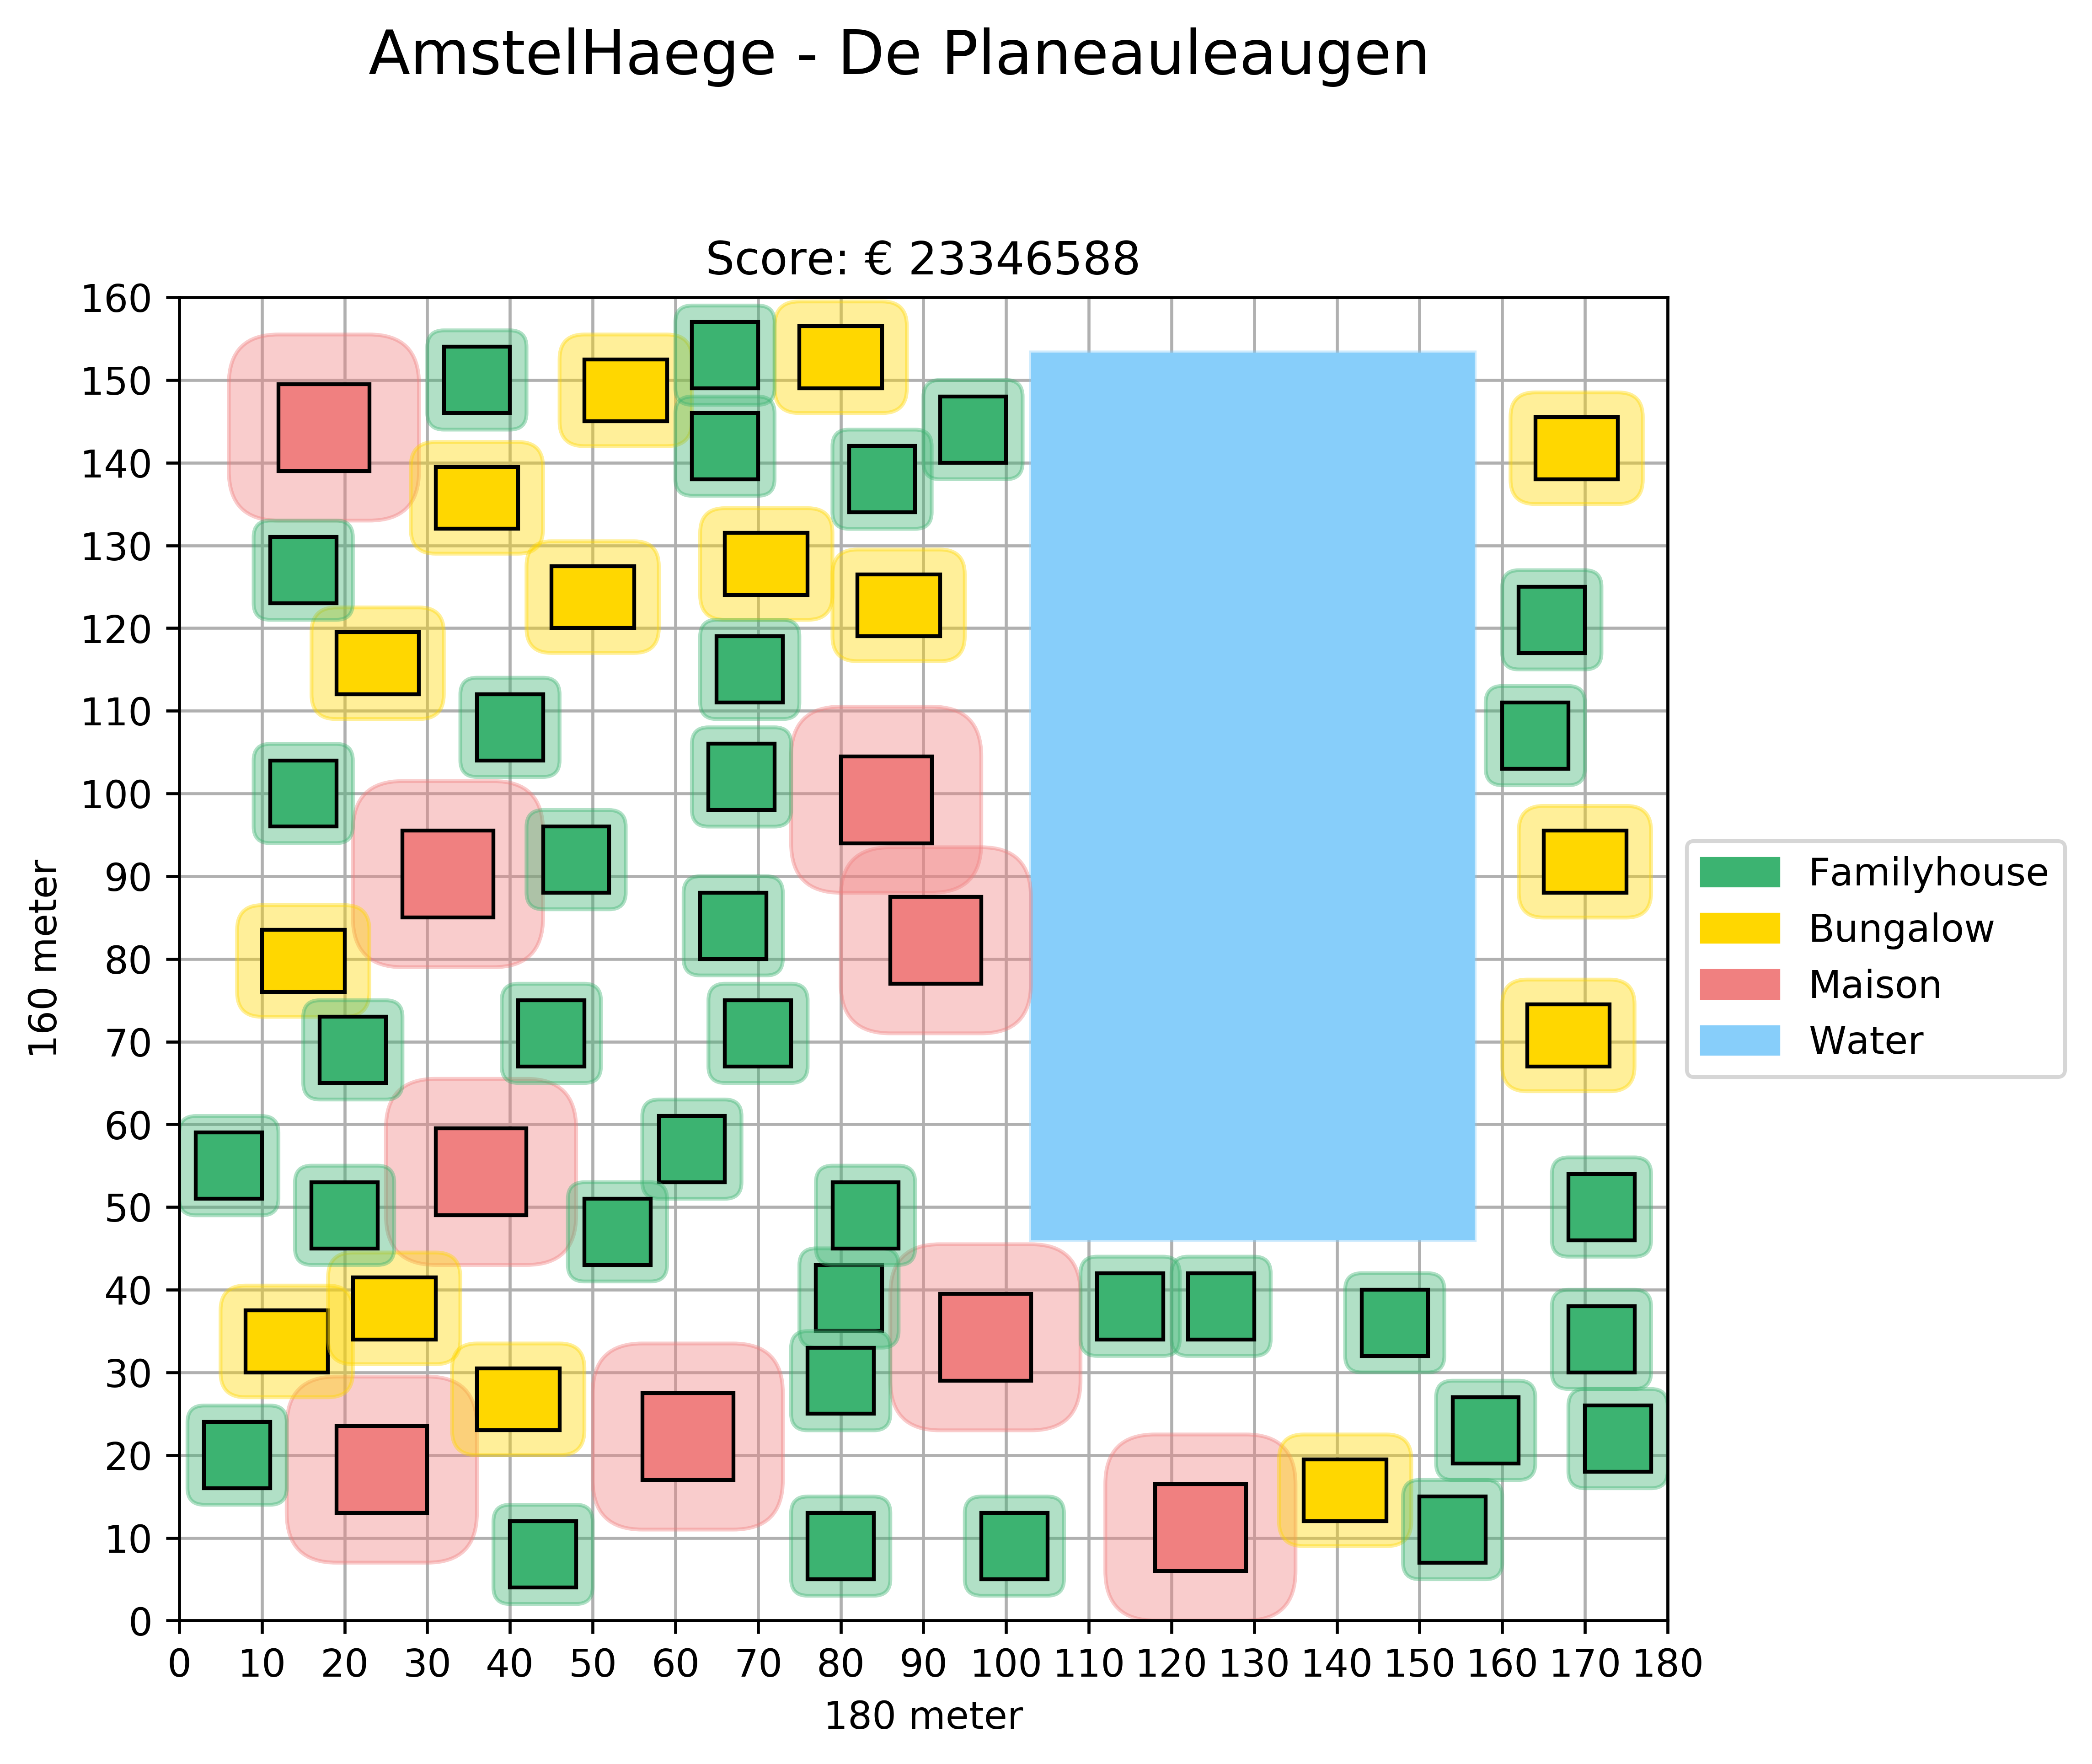 AmstelHaege - De Planeauleaugen
Score: € 23346588
160
150
140
130
120
110
100
90
80
70
60
50
40
30
20
10
0
160 meter
0 10 20 30 40 50 60 70 80 90 100 110 120 130 140 150 160 170 180
180 meter
Familyhouse
Bungalow
Maison
Water